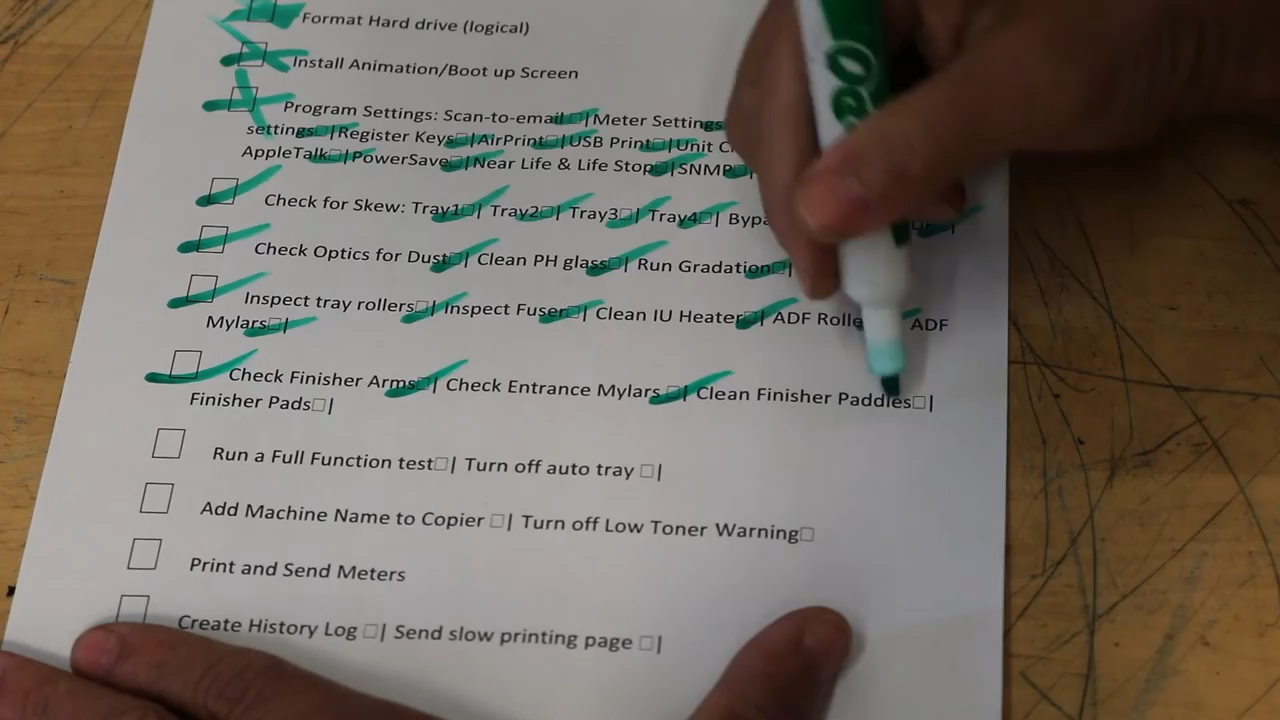 Format Hard drive (logical)
Install Animation/Boot up Screen
Program Settings: Scan-to-email☐|Meter Settings
settings☐|Register Keys☐|AirPrint☐|USB Print☐|Unit C
AppleTalk☐|PowerSave☐|Near Life & Life Stop☐|SNMP☐|
Check for Skew: Tray1☐| Tray2☐| Tray3☐| Tray4☐| Bypa
Check Optics for Dust☐| Clean PH glass☐| Run Gradation☐|
Inspect tray rollers☐| Inspect Fuser☐| Clean IU Heater☐| ADF Rolle ADF
Mylars☐|
Check Finisher Arms☐| Check Entrance Mylars ☐| Clean Finisher Paddles☐|
Finisher Pads☐|
Run a Full Function test☐| Turn off auto tray ☐|
Add Machine Name to Copier ☐| Turn off Low Toner Warning☐
Print and Send Meters
Create History Log ☐| Send slow printing page ☐|